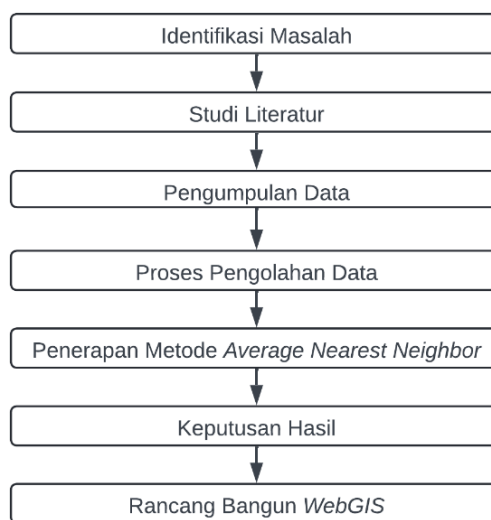 Identifikasi Masalah
Studi Literatur
Pengumpulan Data
Proses Pengolahan Data
Penerapan Metode Average Nearest Neighbor
Keputusan Hasil
Rancang Bangun WebGIS